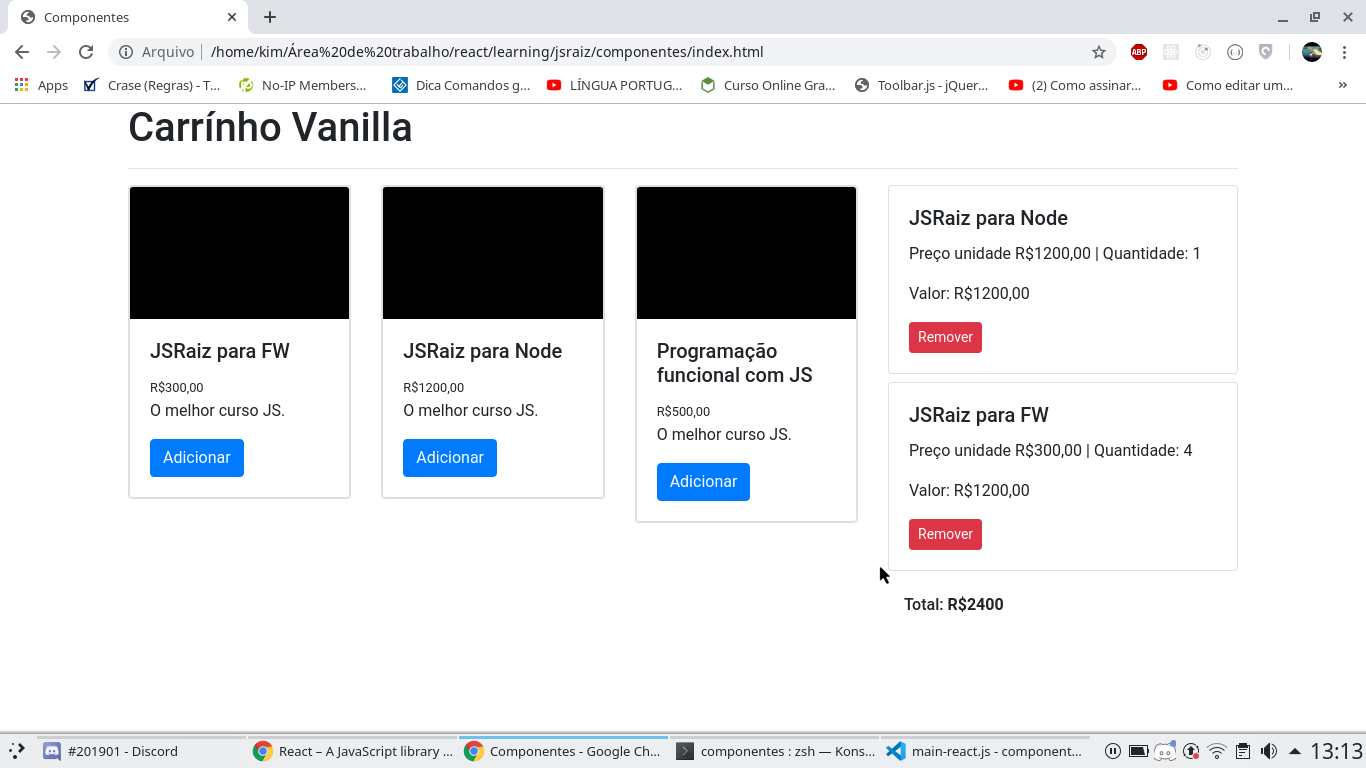 Componentes
Arquivo
/home/kim/Área%20de%20trabalho/react/learning/jsraiz/componentes/index.html
ABP
Apps
Crase (Regras) - T...
No-IP Members...
Dica Comandos g...
LÍNGUA PORTUG...
Curso Online Gra...
Toolbar.js - jQuer...
(2) Como assinar...
Como editar um...
»
Carrínho Vanilla
JSRaiz para FW
R$300,00
O melhor curso JS.
Adicionar
JSRaiz para Node
R$1200,00
O melhor curso JS.
Adicionar
Programação
funcional com JS
R$500,00
O melhor curso JS.
Adicionar
JSRaiz para Node
Preço unidade R$1200,00 | Quantidade: 1
Valor: R$1200,00
Remover
JSRaiz para FW
Preço unidade R$300,00 | Quantidade: 4
Valor: R$1200,00
Remover
Total: R$2400
#201901 - Discord
React – A JavaScript library ...
Componentes - Google Ch...
componentes : zsh — Kons...
main-react.js - component...
13:13